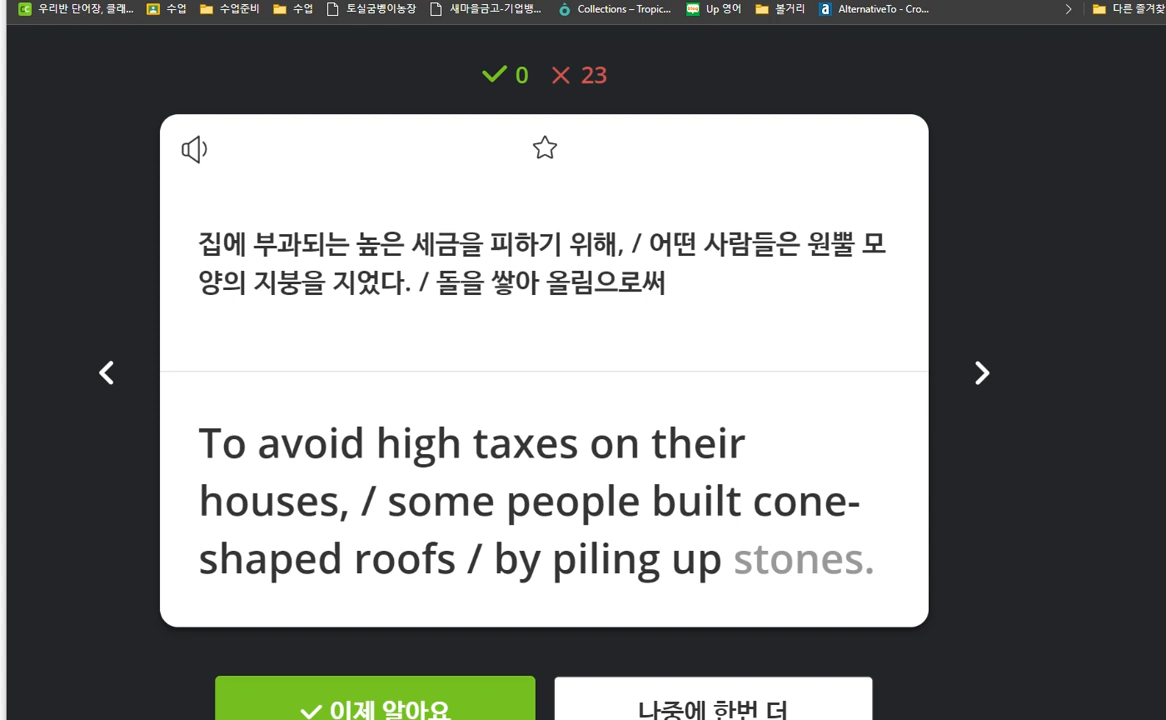 우리반 단어장, 클래... 수업 수업준비 수업 토실굼벵이농장 새마을금고-기업뱅... Collections – Tropic... Up 영어 볼거리 AlternativeTo - Cro... 다른 즐겨찾
0 23
집에 부과되는 높은 세금을 피하기 위해, / 어떤 사람들은 원뿔 모
양의 지붕을 지었다. / 돌을 쌓아 올림으로써
To avoid high taxes on their
houses, / some people built cone-
shaped roofs / by piling up stones.
이제 알아요 나중에 한번 더